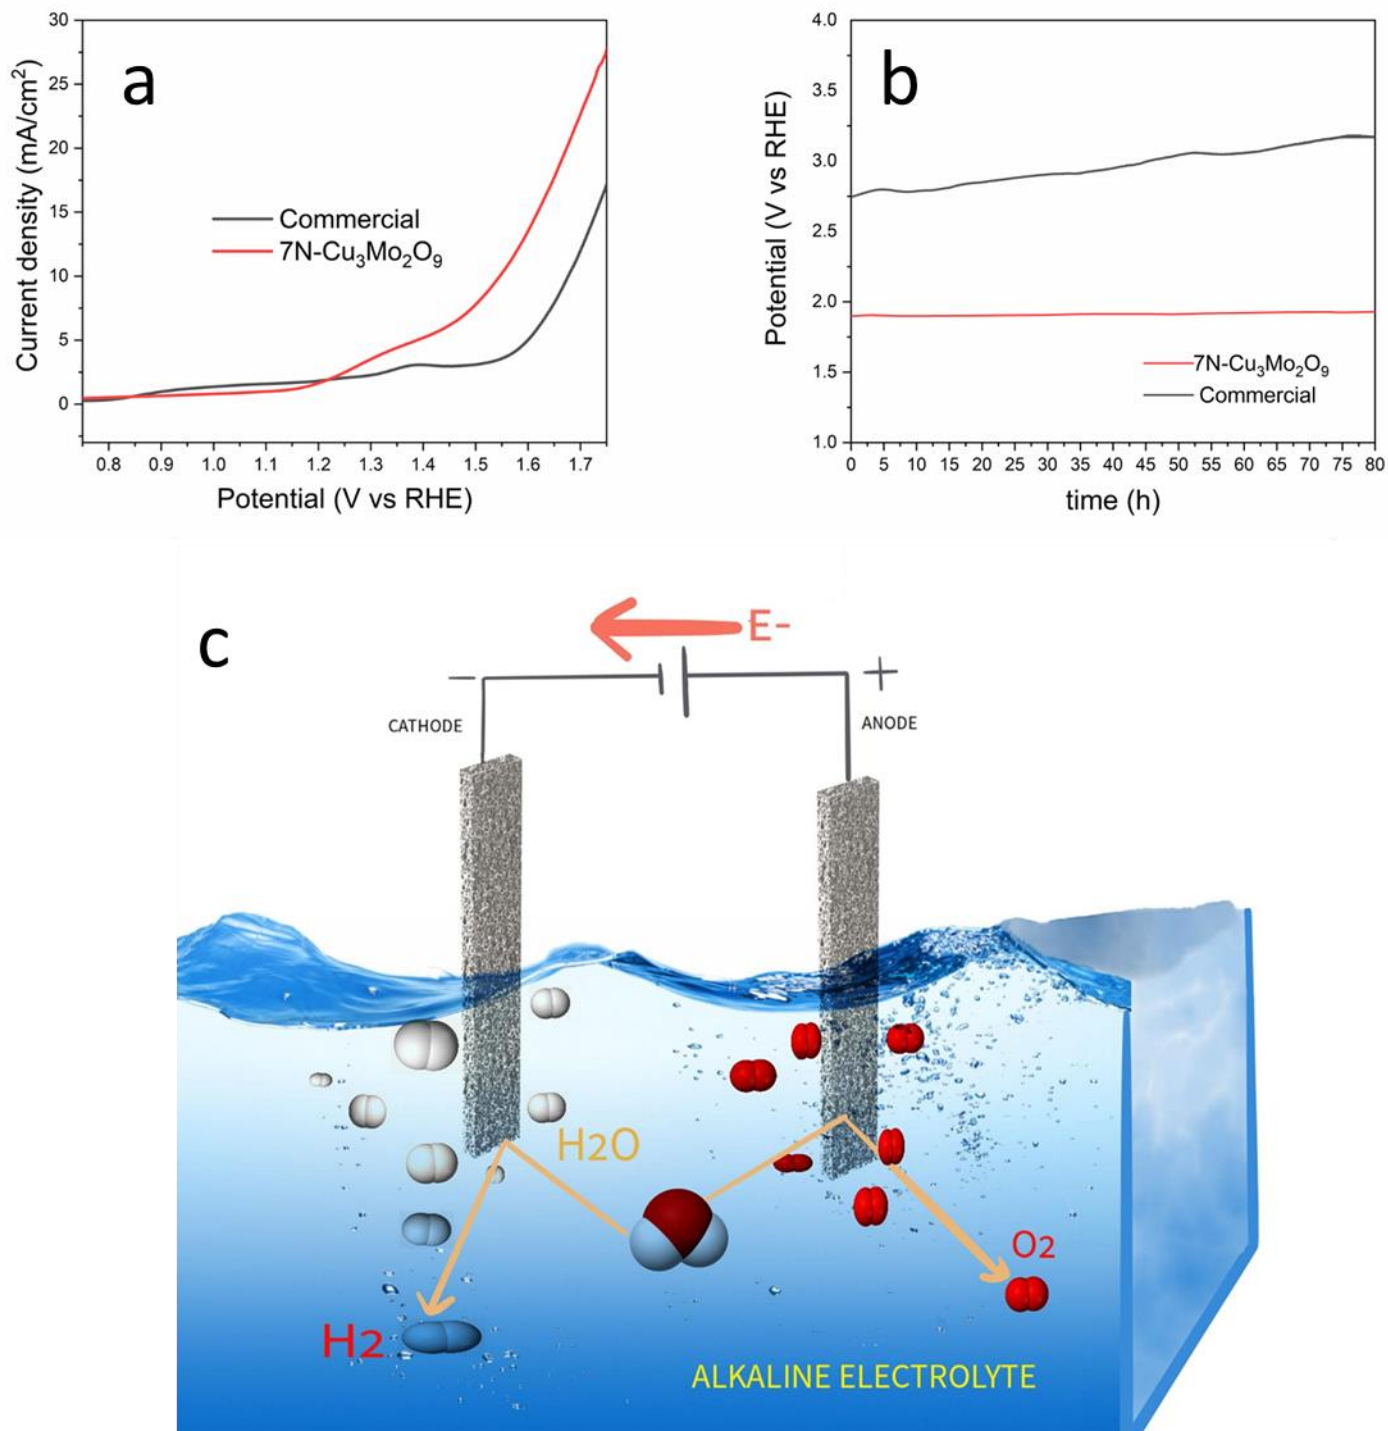 a
30
25
20
15
10
5
0
Current density (mA/cm²)
Commercial
7N-Cu₃Mo₂O₉
0.8 0.9 1.0 1.1 1.2 1.3 1.4 1.5 1.6 1.7
Potential (V vs RHE)
b
4.0
3.5
3.0
2.5
2.0
1.5
1.0
Potential (V vs RHE)
7N-Cu₃Mo₂O₉
Commercial
0 5 10 15 20 25 30 35 40 45 50 55 60 65 70 75 80
time (h)
c
E-
− +
CATHODE
ANODE
H2O
O2
H2
ALKALINE ELECTROLYTE